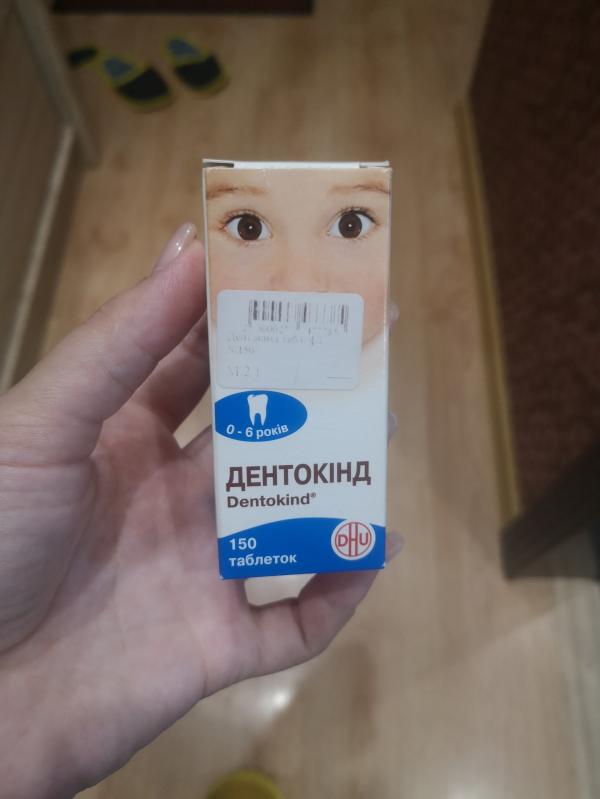 0 - 6 років
ДЕНТОКІНД
Dentokind®
150
таблеток
DHU